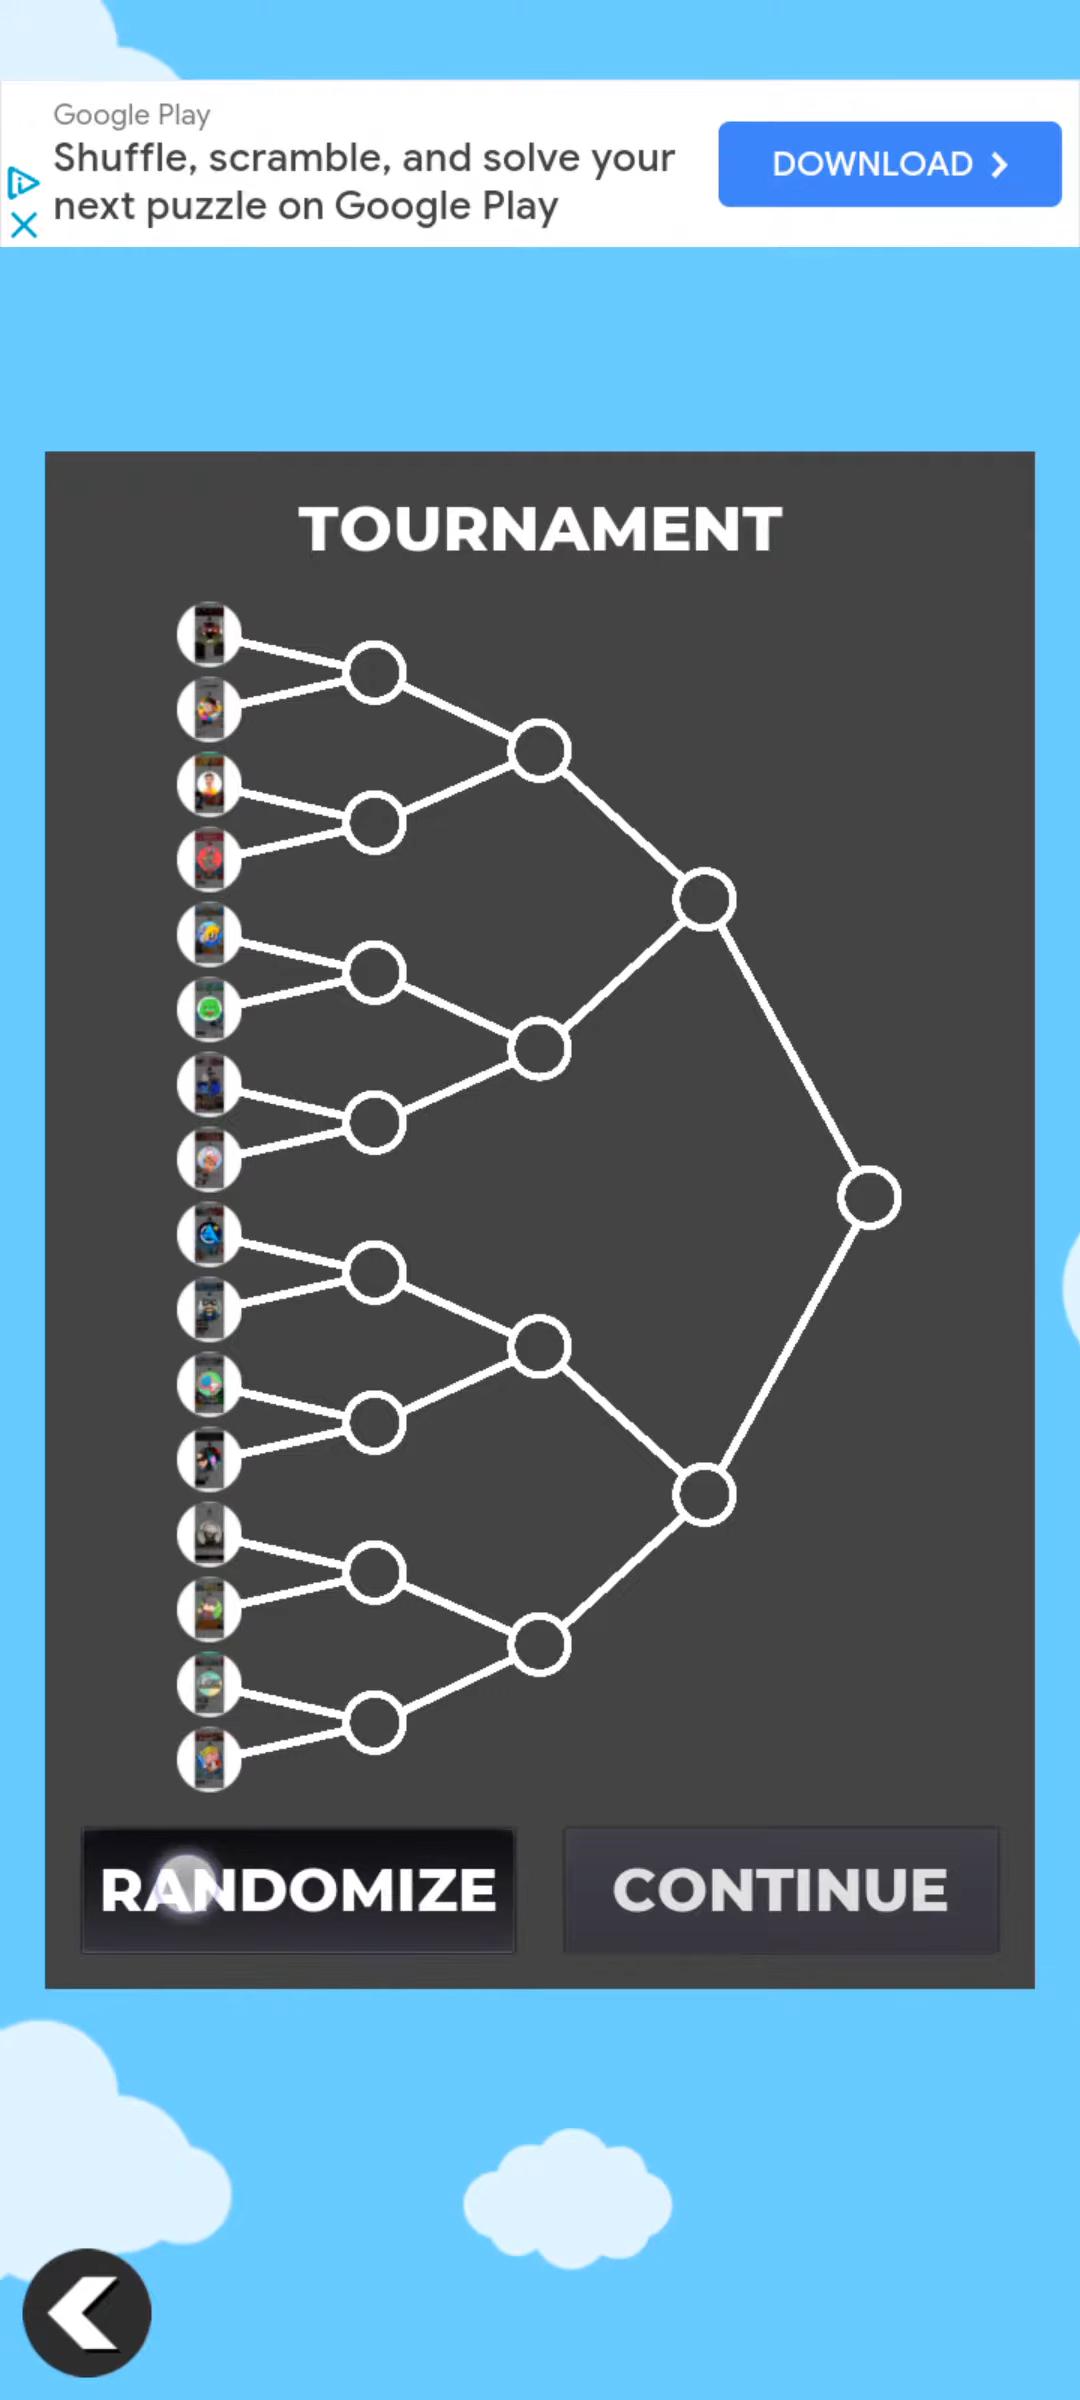 Google Play
Shuffle, scramble, and solve your
next puzzle on Google Play
DOWNLOAD
TOURNAMENT
RANDOMIZE
CONTINUE